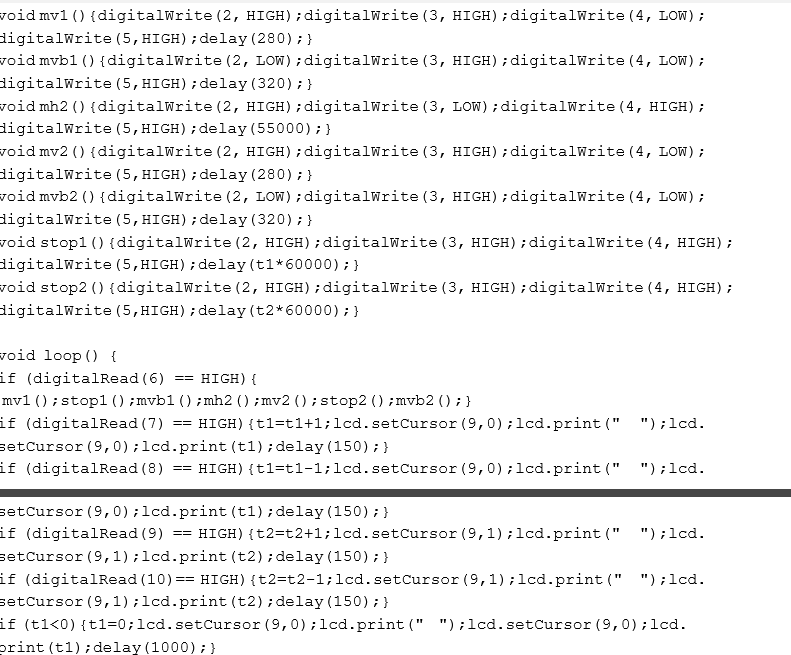 void mv1(){digitalWrite(2, HIGH);digitalWrite(3, HIGH);digitalWrite(4, LOW);
digitalWrite(5,HIGH);delay(280);}
void mvb1(){digitalWrite(2, LOW);digitalWrite(3, HIGH);digitalWrite(4, LOW);
digitalWrite(5,HIGH);delay(320);}
void mh2(){digitalWrite(2, HIGH);digitalWrite(3, LOW);digitalWrite(4, HIGH);
digitalWrite(5,HIGH);delay(55000);}
void mv2(){digitalWrite(2, HIGH);digitalWrite(3, HIGH);digitalWrite(4, LOW);
digitalWrite(5,HIGH);delay(280);}
void mvb2(){digitalWrite(2, LOW);digitalWrite(3, HIGH);digitalWrite(4, LOW);
digitalWrite(5,HIGH);delay(320);}
void stop1(){digitalWrite(2, HIGH);digitalWrite(3, HIGH);digitalWrite(4, HIGH);
digitalWrite(5,HIGH);delay(t1*60000);}
void stop2(){digitalWrite(2, HIGH);digitalWrite(3, HIGH);digitalWrite(4, HIGH);
digitalWrite(5,HIGH);delay(t2*60000);}
void loop() {
if (digitalRead(6) == HIGH){
mv1();stop1();mvb1();mh2();mv2();stop2();mvb2();}
if (digitalRead(7) == HIGH){t1=t1+1;lcd.setCursor(9,0);lcd.print("  ");lcd.
setCursor(9,0);lcd.print(t1);delay(150);}
if (digitalRead(8) == HIGH){t1=t1-1;lcd.setCursor(9,0);lcd.print("  ");lcd.
setCursor(9,0);lcd.print(t1);delay(150);}
if (digitalRead(9) == HIGH){t2=t2+1;lcd.setCursor(9,1);lcd.print("  ");lcd.
setCursor(9,1);lcd.print(t2);delay(150);}
if (digitalRead(10)== HIGH){t2=t2-1;lcd.setCursor(9,1);lcd.print("  ");lcd.
setCursor(9,1);lcd.print(t2);delay(150);}
if (t1<0){t1=0;lcd.setCursor(9,0);lcd.print("  ");lcd.setCursor(9,0);lcd.
print(t1);delay(1000);}